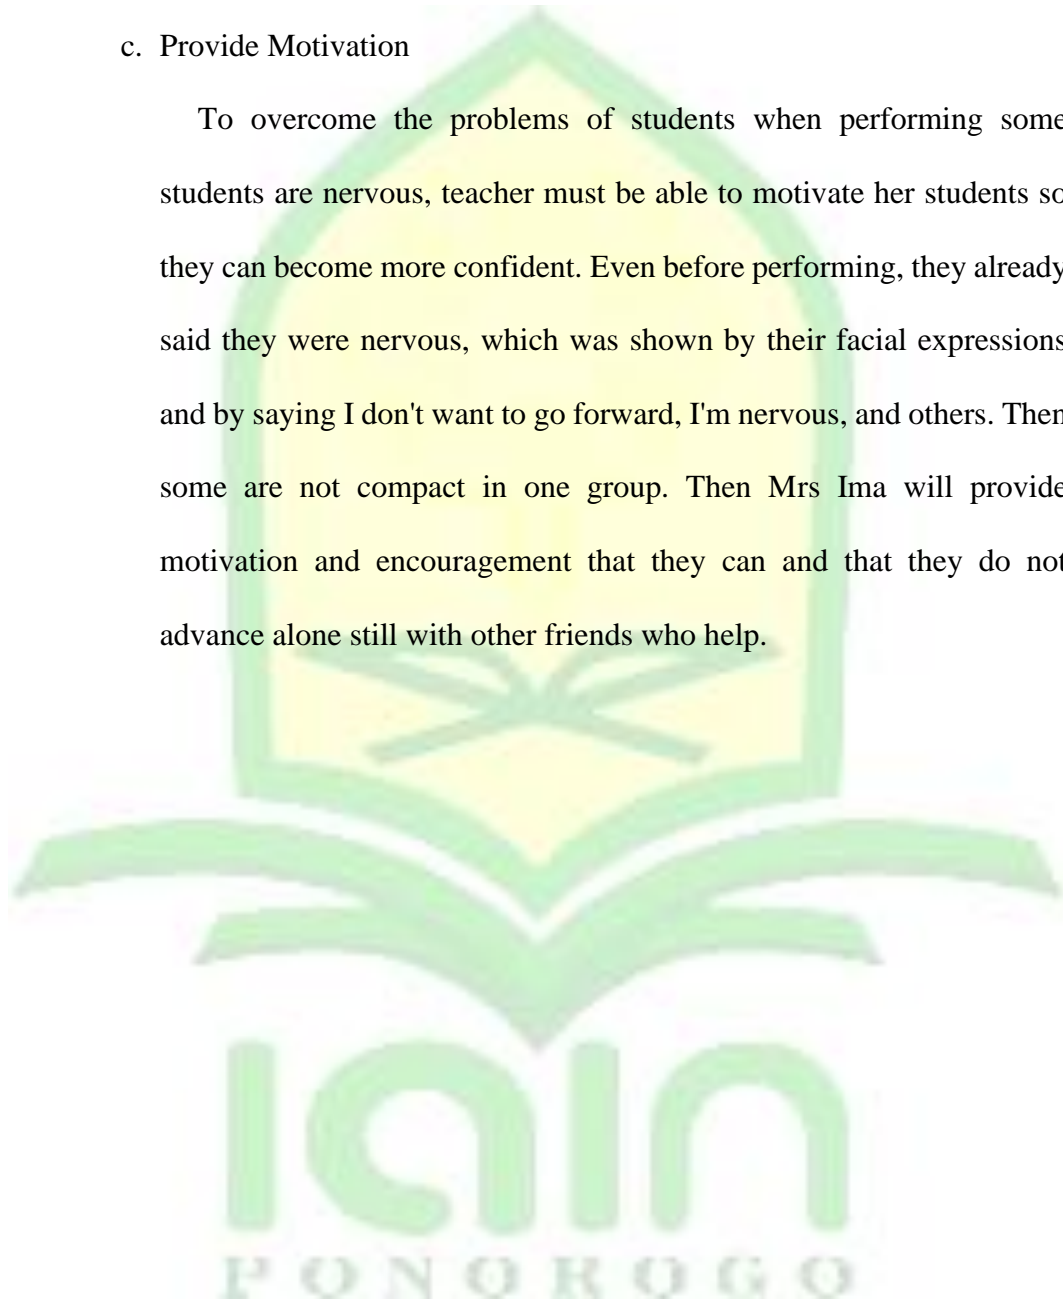 c. Provide Motivation
To overcome the problems of students when performing some
students are nervous, teacher must be able to motivate her students so
they can become more confident. Even before performing, they already
said they were nervous, which was shown by their facial expressions
and by saying I don't want to go forward, I'm nervous, and others. Then
some are not compact in one group. Then Mrs Ima will provide
motivation and encouragement that they can and that they do not
advance alone still with other friends who help.
iain
PONOROGO